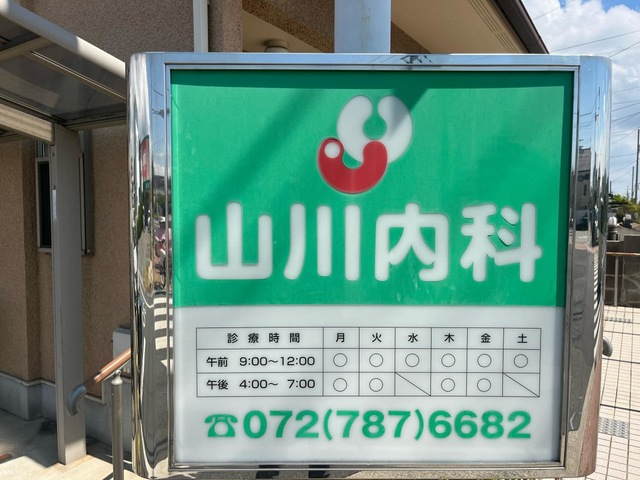 山川内科
診療時間 月 火 水 木 金 土
午前 9:00～12:00 ○ ○ ○ ○ ○ ○
午後 4:00～ 7:00 ○ ○ ＼ ○ ○ ＼
☎072(787)6682